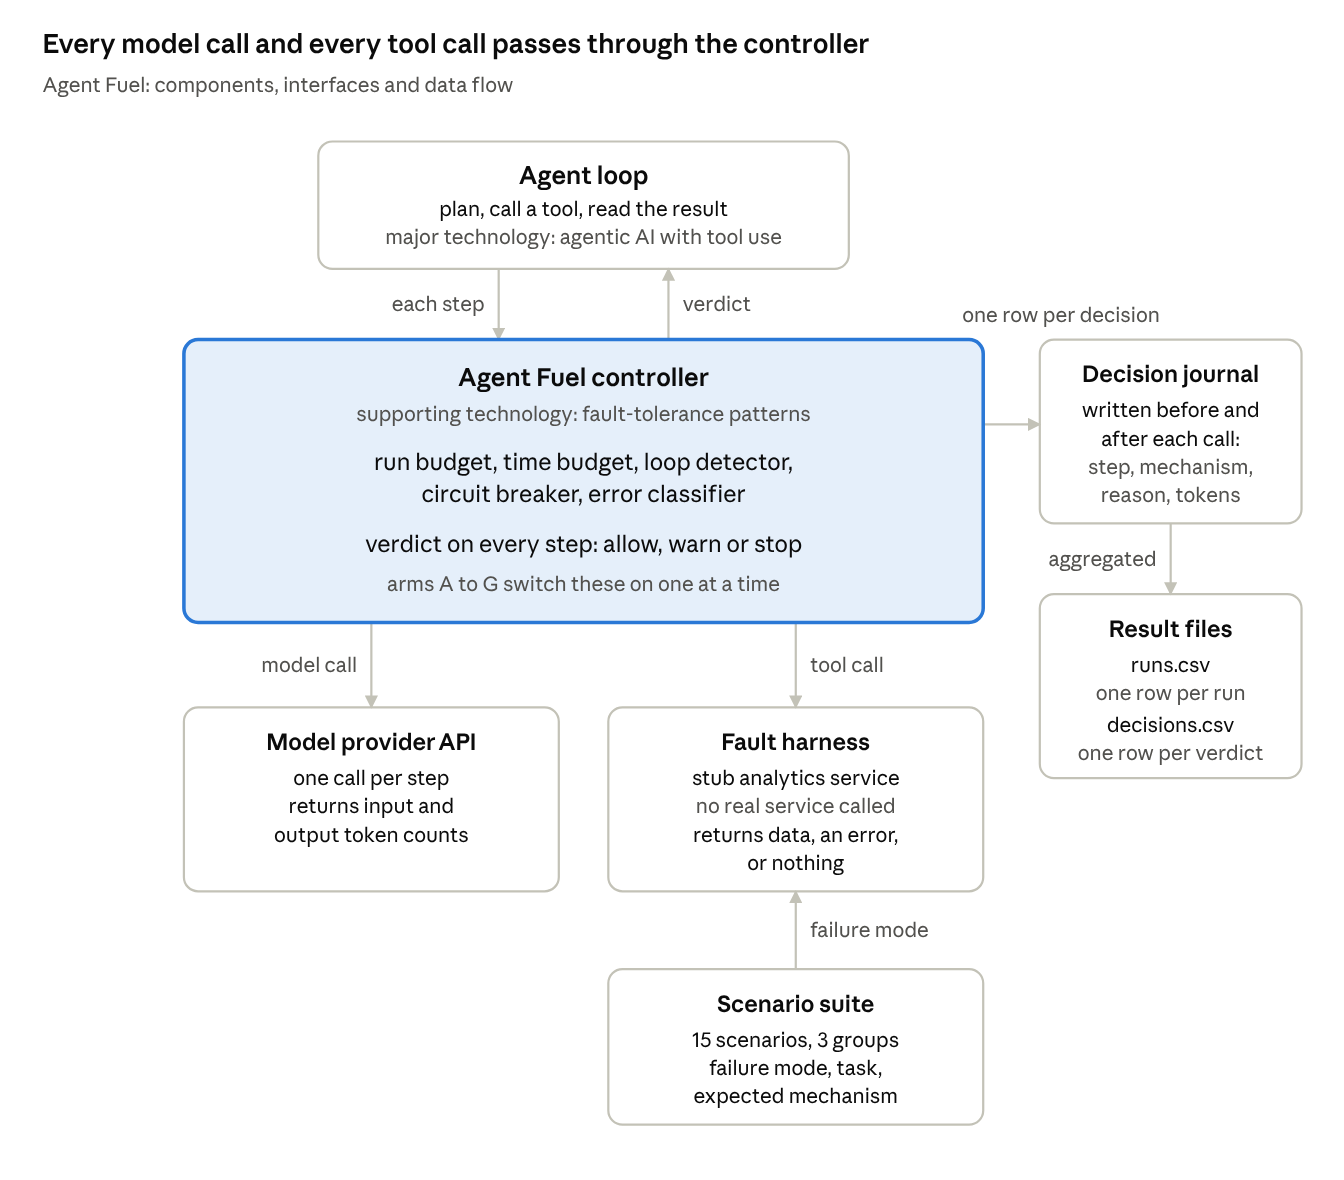 Every model call and every tool call passes through the controller
Agent Fuel: components, interfaces and data flow
Agent loop
plan, call a tool, read the result
major technology: agentic AI with tool use
each step
verdict
one row per decision
Agent Fuel controller
supporting technology: fault-tolerance patterns
run budget, time budget, loop detector,
circuit breaker, error classifier
verdict on every step: allow, warn or stop
arms A to G switch these on one at a time
Decision journal
written before and
after each call:
step, mechanism,
reason, tokens
aggregated
Result files
runs.csv
one row per run
decisions.csv
one row per verdict
model call
tool call
Model provider API
one call per step
returns input and
output token counts
Fault harness
stub analytics service
no real service called
returns data, an error,
or nothing
failure mode
Scenario suite
15 scenarios, 3 groups
failure mode, task,
expected mechanism